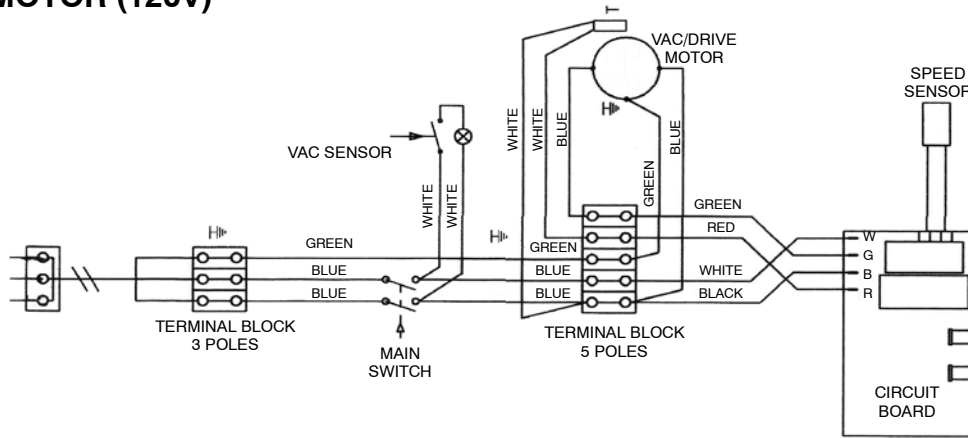 MOTOR (120V)
T
VAC/DRIVE
MOTOR
SPEED
SENSOR
VAC SENSOR
WHITE
WHITE
WHITE
WHITE
BLUE
GREEN
BLUE
GREEN
BLUE
BLUE
GREEN
BLUE
BLUE
GREEN
RED
WHITE
BLACK
W
G
B
R
TERMINAL BLOCK
3 POLES
MAIN
SWITCH
TERMINAL BLOCK
5 POLES
CIRCUIT
BOARD